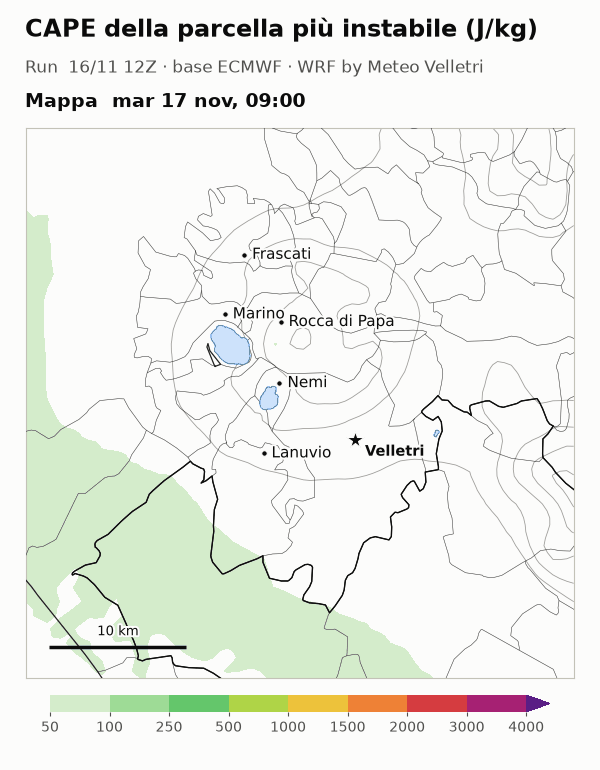 CAPE della parcella più instabile (J/kg)
Run  16/11 12Z · base ECMWF · WRF by Meteo Velletri
Mappa  mar 17 nov, 09:00
Frascati
Marino
Rocca di Papa
Nemi
Velletri
Lanuvio
10 km
50 100 250 500 1000 1500 2000 3000 4000